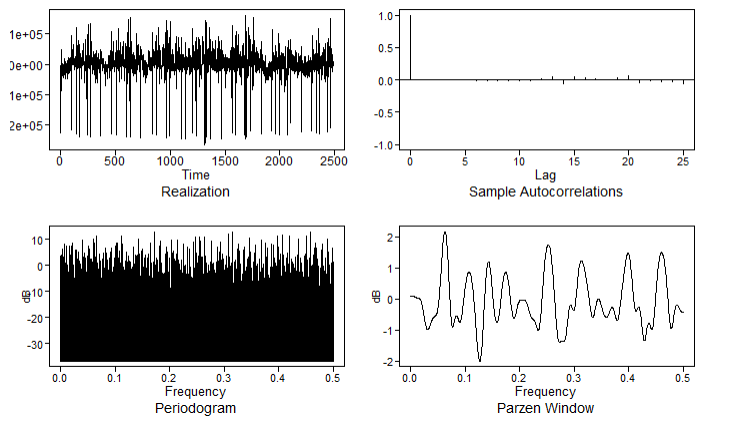 1e+05
0e+00
1e+05
2e+05
0 500 1000 1500 2000 2500
Time
Realization
1.0
0.5
0.0
-0.5
-1.0
0 5 10 15 20 25
Lag
Sample Autocorrelations
10
0
-10
-20
-30
dB
0.0 0.1 0.2 0.3 0.4 0.5
Frequency
Periodogram
2
1
0
-1
-2
dB
0.0 0.1 0.2 0.3 0.4 0.5
Frequency
Parzen Window